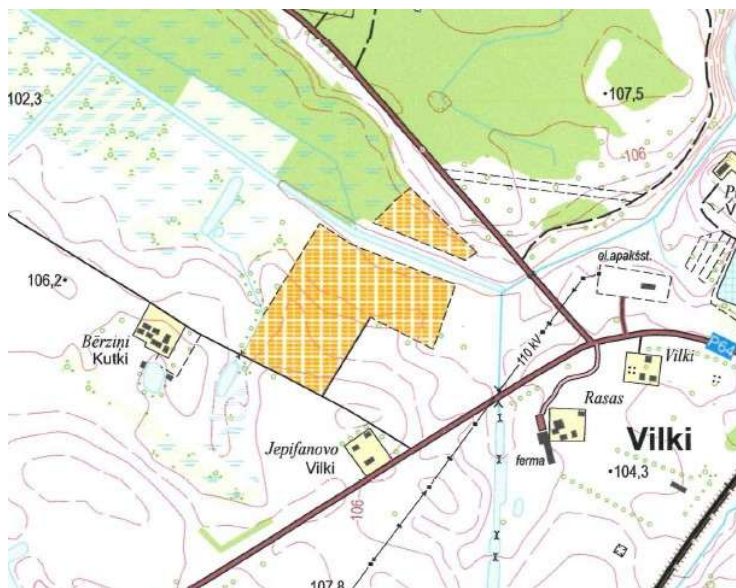 102,3
107,5
106
el.apakšst.
106,2
Bērziņi
Kutki
110 kV
P64
Vilki
Rasas
Jepifanovo
Vilki
Vilki
ferma
104,3
106
107,8